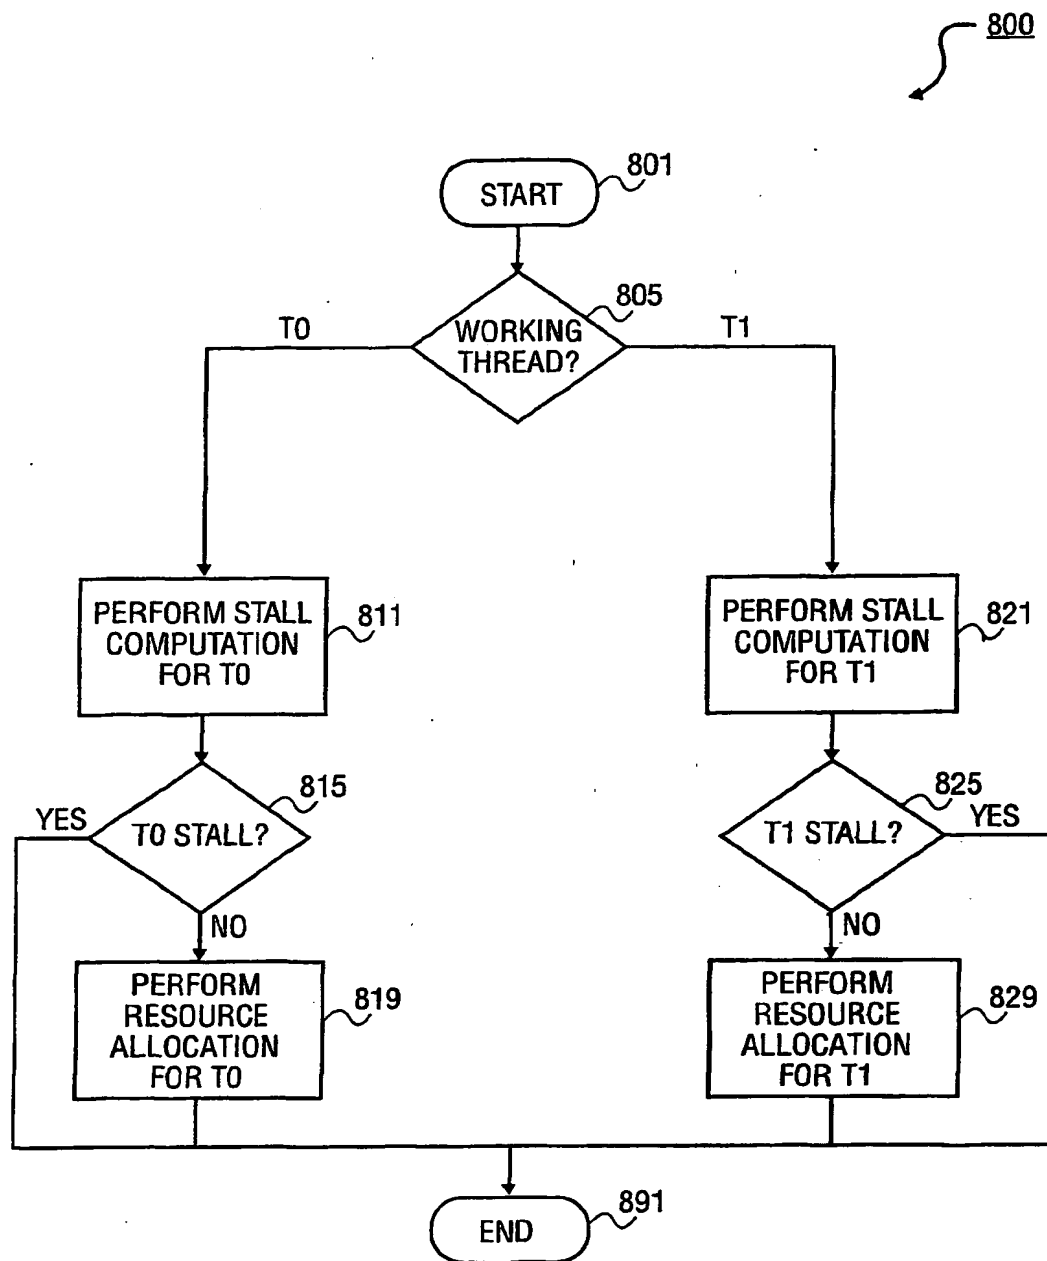 800
START
801
WORKING
THREAD?
805
T0
T1
PERFORM STALL
COMPUTATION
FOR T0
811
PERFORM STALL
COMPUTATION
FOR T1
821
T0 STALL?
815
YES
NO
T1 STALL?
825
YES
NO
PERFORM
RESOURCE
ALLOCATION
FOR T0
819
PERFORM
RESOURCE
ALLOCATION
FOR T1
829
END
891